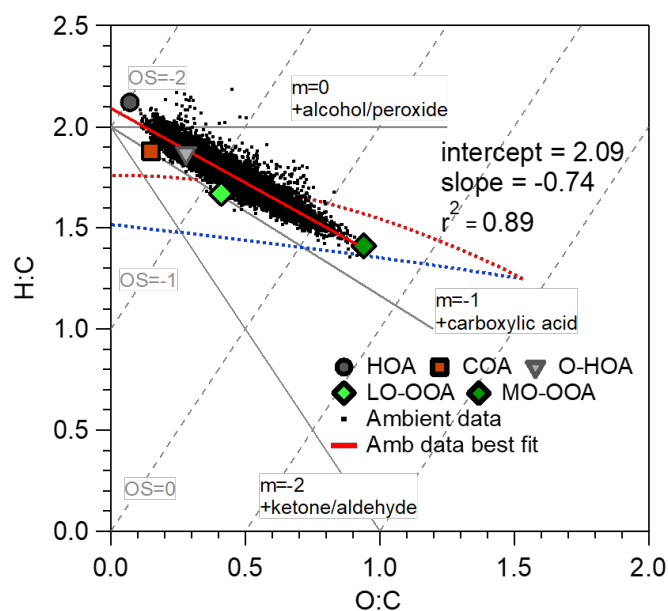 2.5
2.0
1.5
1.0
0.5
0.0
H:C
OS=-2
m=0
+alcohol/peroxide
intercept = 2.09
slope = -0.74
r² = 0.89
OS=-1
m=-1
+carboxylic acid
HOA COA O-HOA
LO-OOA MO-OOA
Ambient data
Amb data best fit
OS=0
m=-2
+ketone/aldehyde
0.0 0.5 1.0 1.5 2.0
O:C